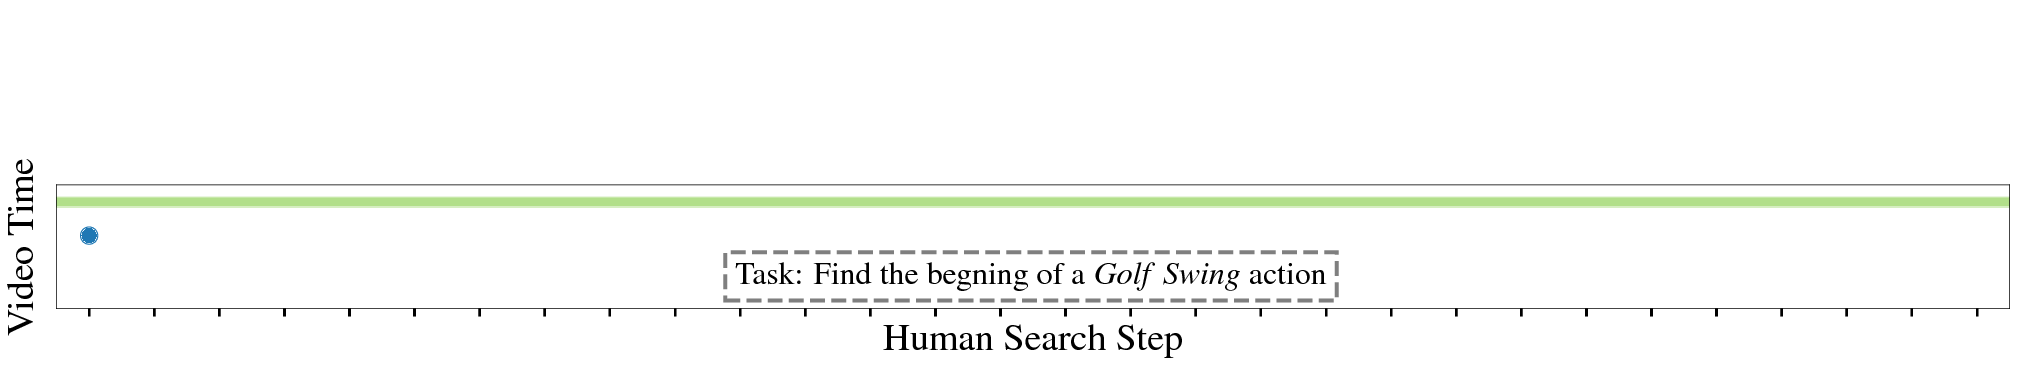 Video Time
Task: Find the begning of a Golf Swing action
Human Search Step